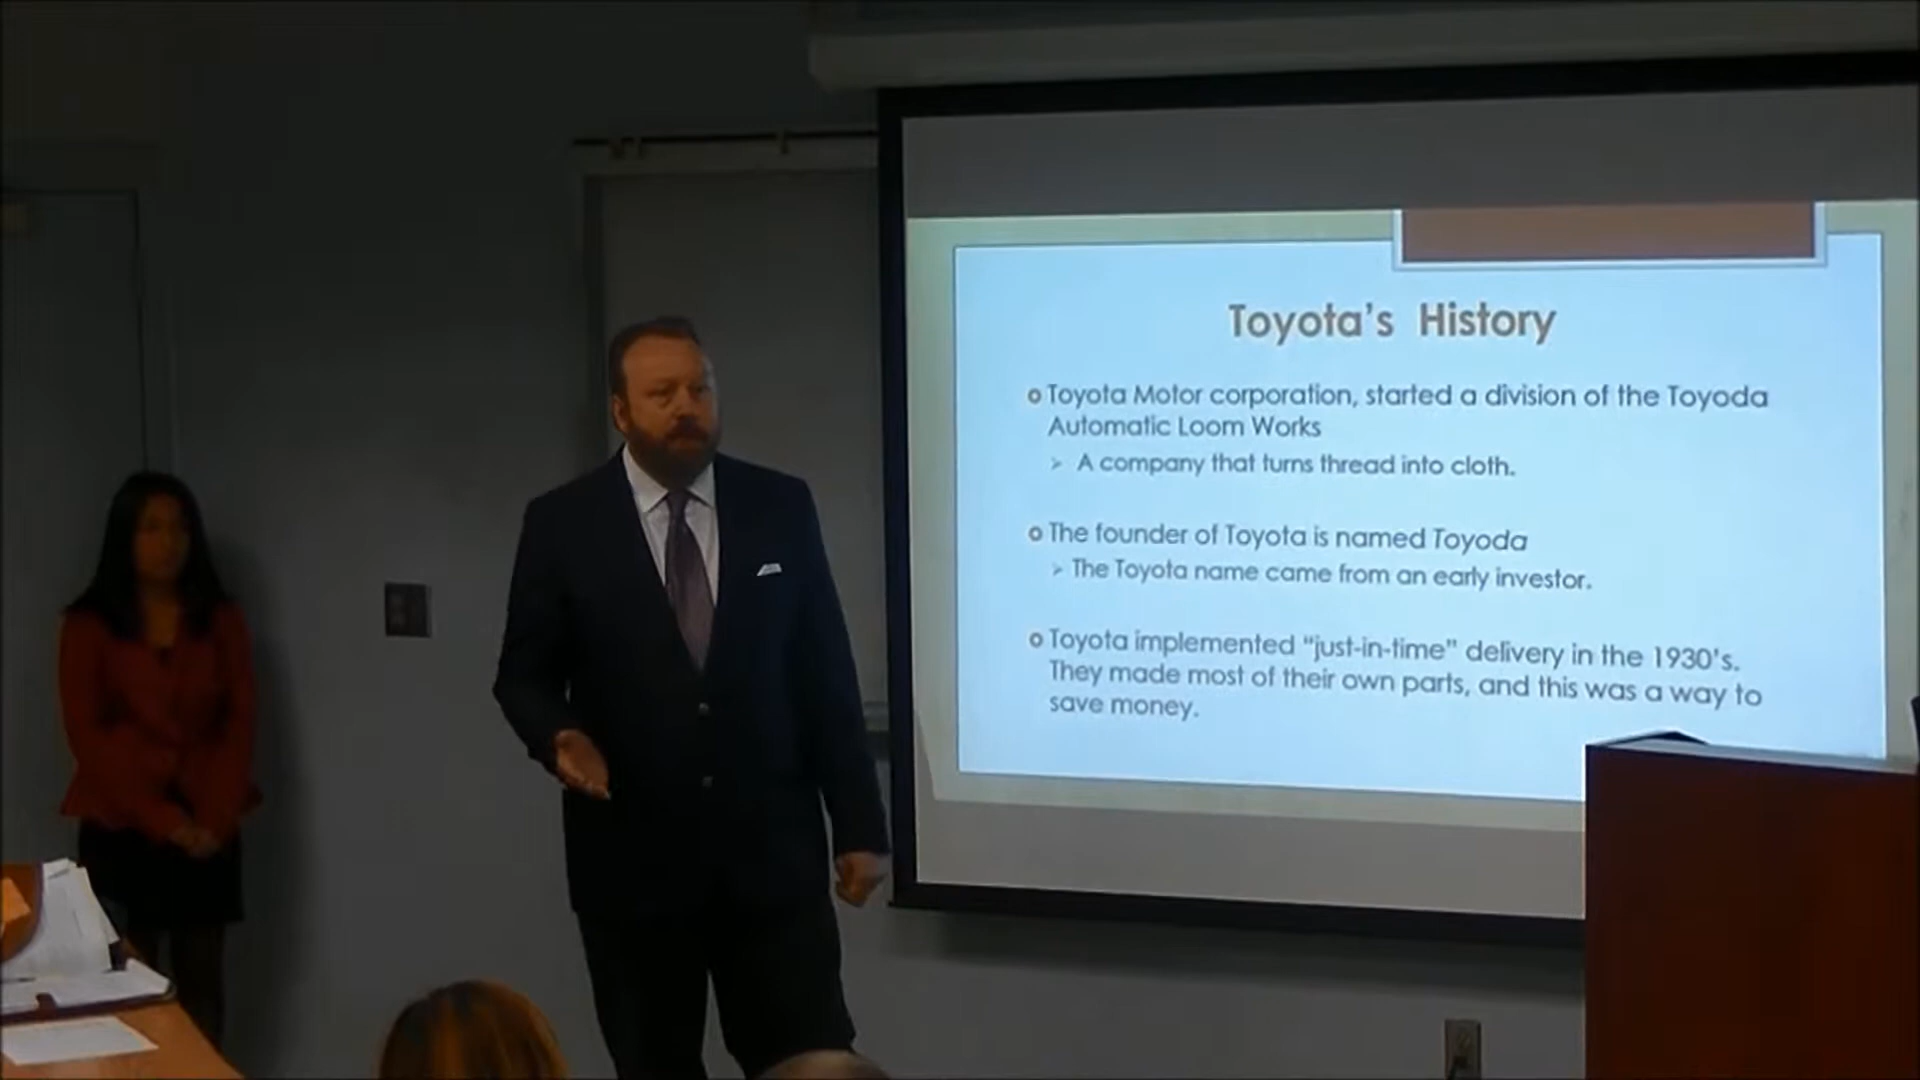 Toyota's History
Toyota Motor corporation, started a division of the Toyoda
Automatic Loom Works
A company that turns thread into cloth.
The founder of Toyota is named Toyoda
The Toyota name came from an early investor.
Toyota implemented “just-in-time” delivery in the 1930's.
They made most of their own parts, and this was a way to
save money.